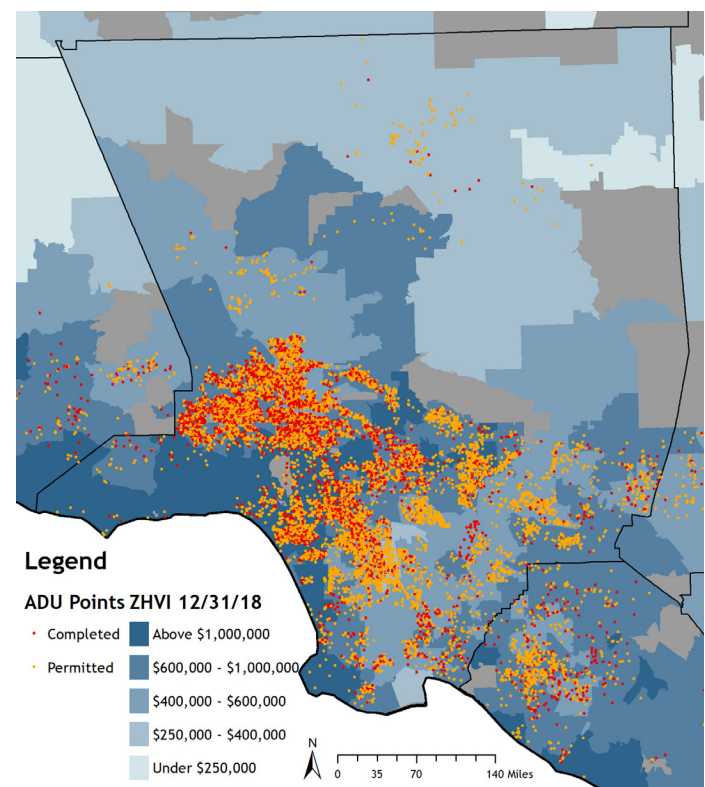 Legend
ADU Points ZHVI 12/31/18
Completed Above $1,000,000
Permitted $600,000 - $1,000,000
$400,000 - $600,000
$250,000 - $400,000
Under $250,000
N
0 35 70 140 Miles